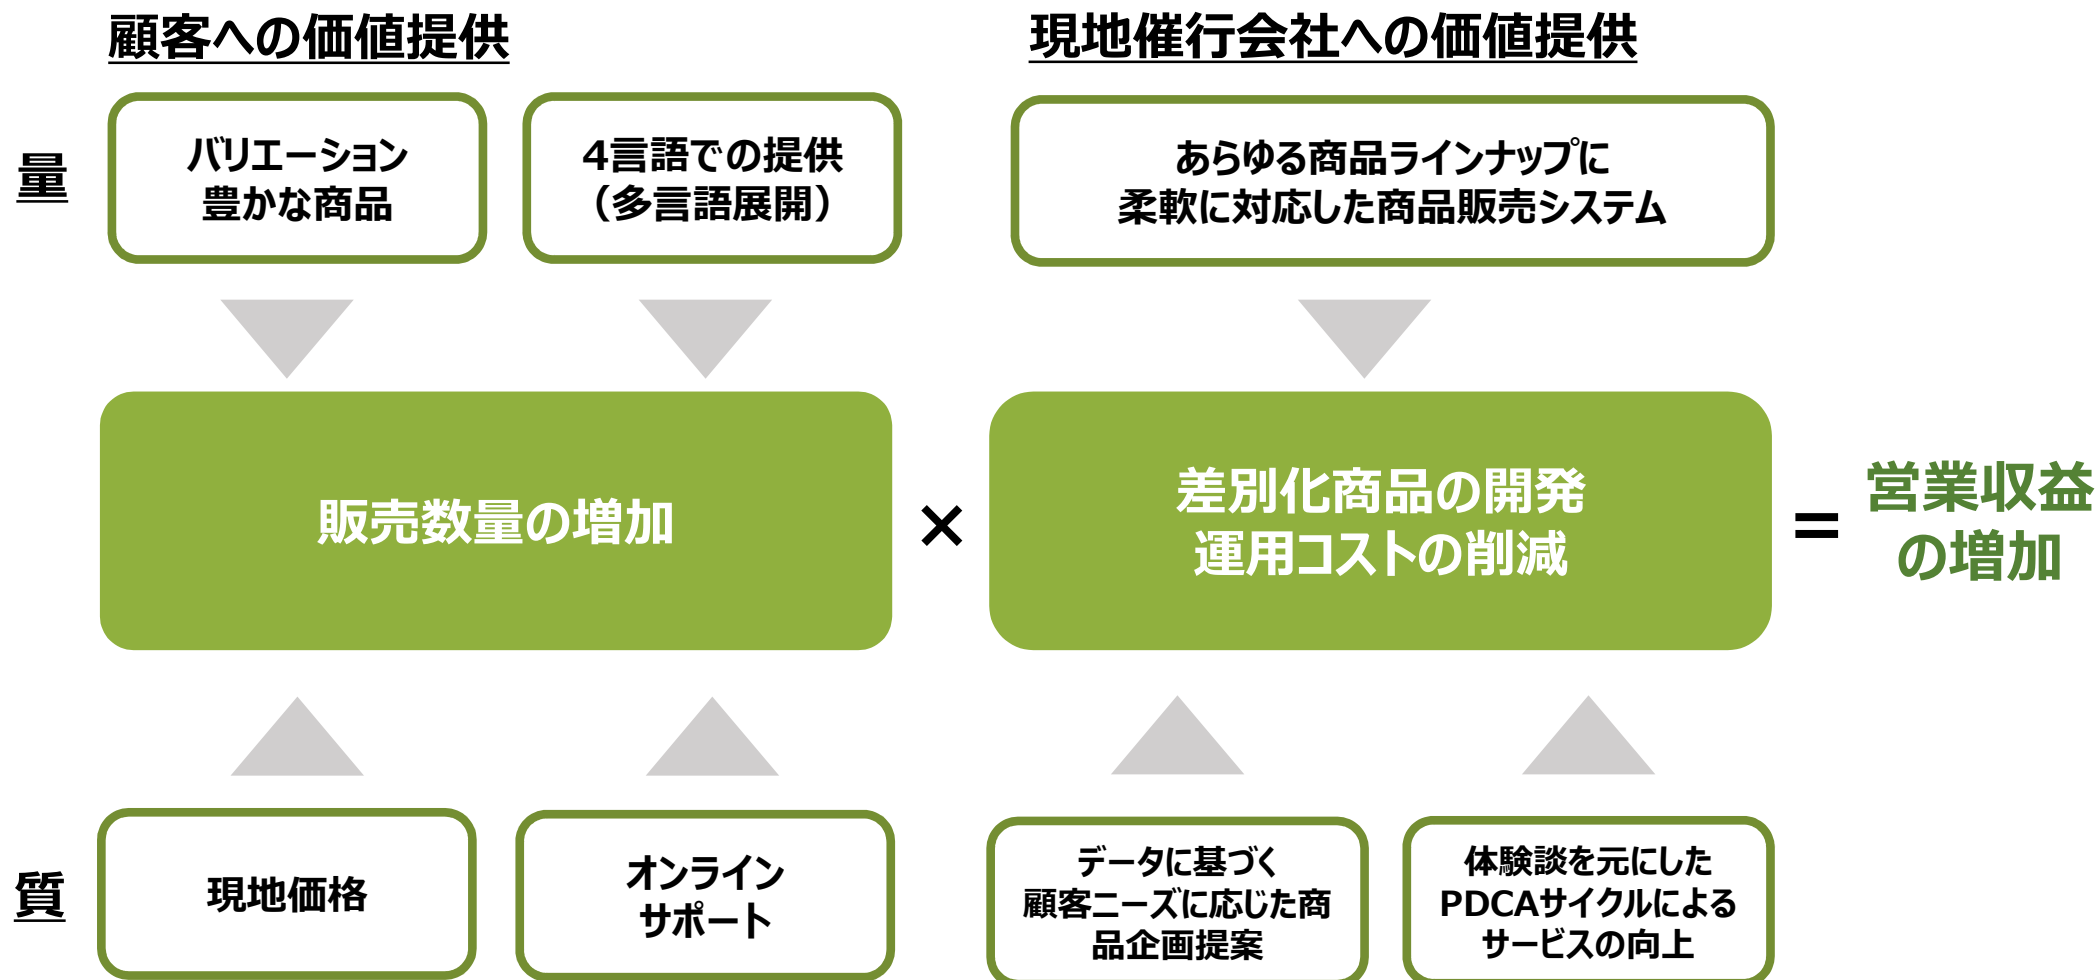 顧客への価値提供
現地催行会社への価値提供
量
バリエーション
豊かな商品
4言語での提供
（多言語展開）
あらゆる商品ラインナップに
柔軟に対応した商品販売システム
販売数量の増加
×
差別化商品の開発
運用コストの削減
=
営業収益
の増加
質
現地価格
オンライン
サポート
データに基づく
顧客ニーズに応じた商
品企画提案
体験談を元にした
PDCAサイクルによる
サービスの向上